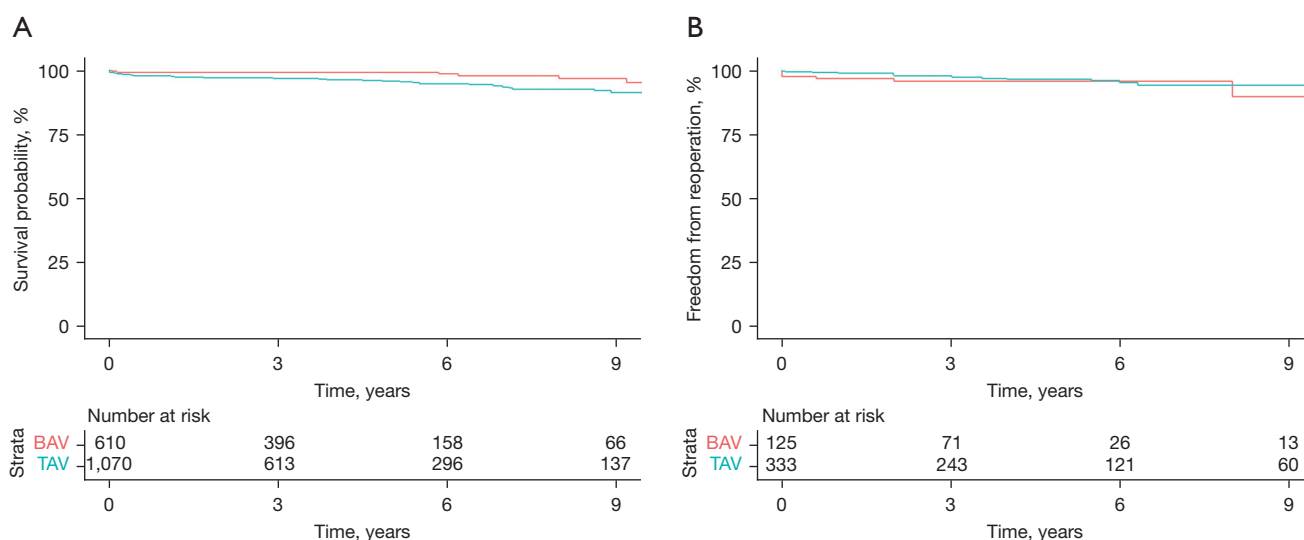 A
Survival probability, %
100
75
50
25
0
0 3 6 9
Time, years
Number at risk
Strata
BAV 610 396 158 66
TAV 1,070 613 296 137
0 3 6 9
Time, years
B
Freedom from reoperation, %
100
75
50
25
0
0 3 6 9
Time, years
Number at risk
Strata
BAV 125 71 26 13
TAV 333 243 121 60
0 3 6 9
Time, years